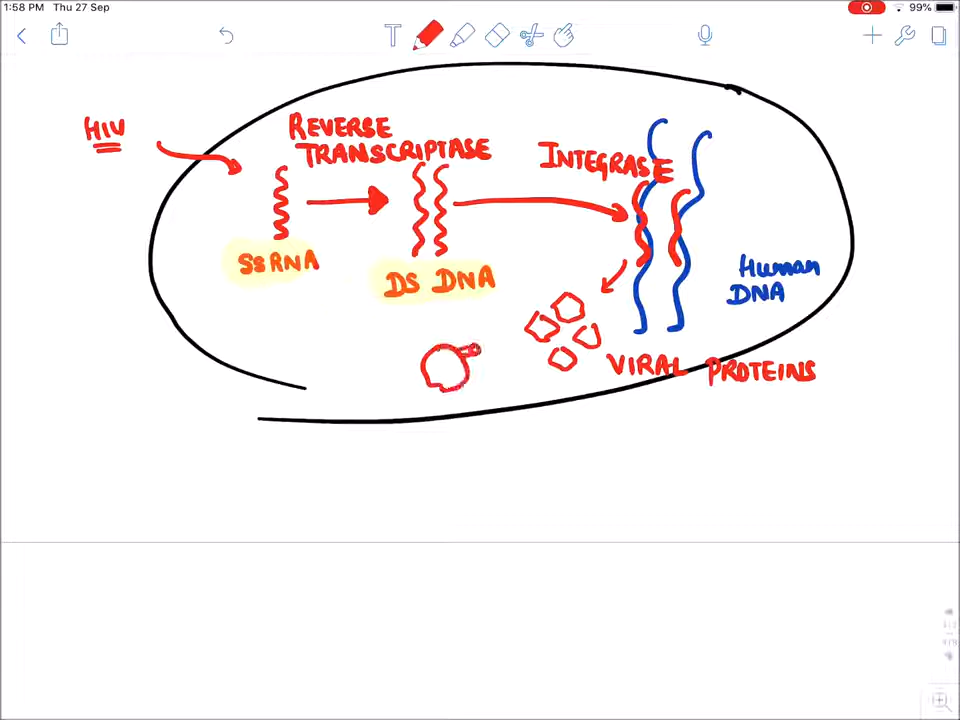 1:58 PM Thu 27 Sep
99%
T
HIV
REVERSE
TRANSCRIPTASE
INTEGRASE
SSRNA
DS DNA
Human
DNA
VIRAL PROTEINS